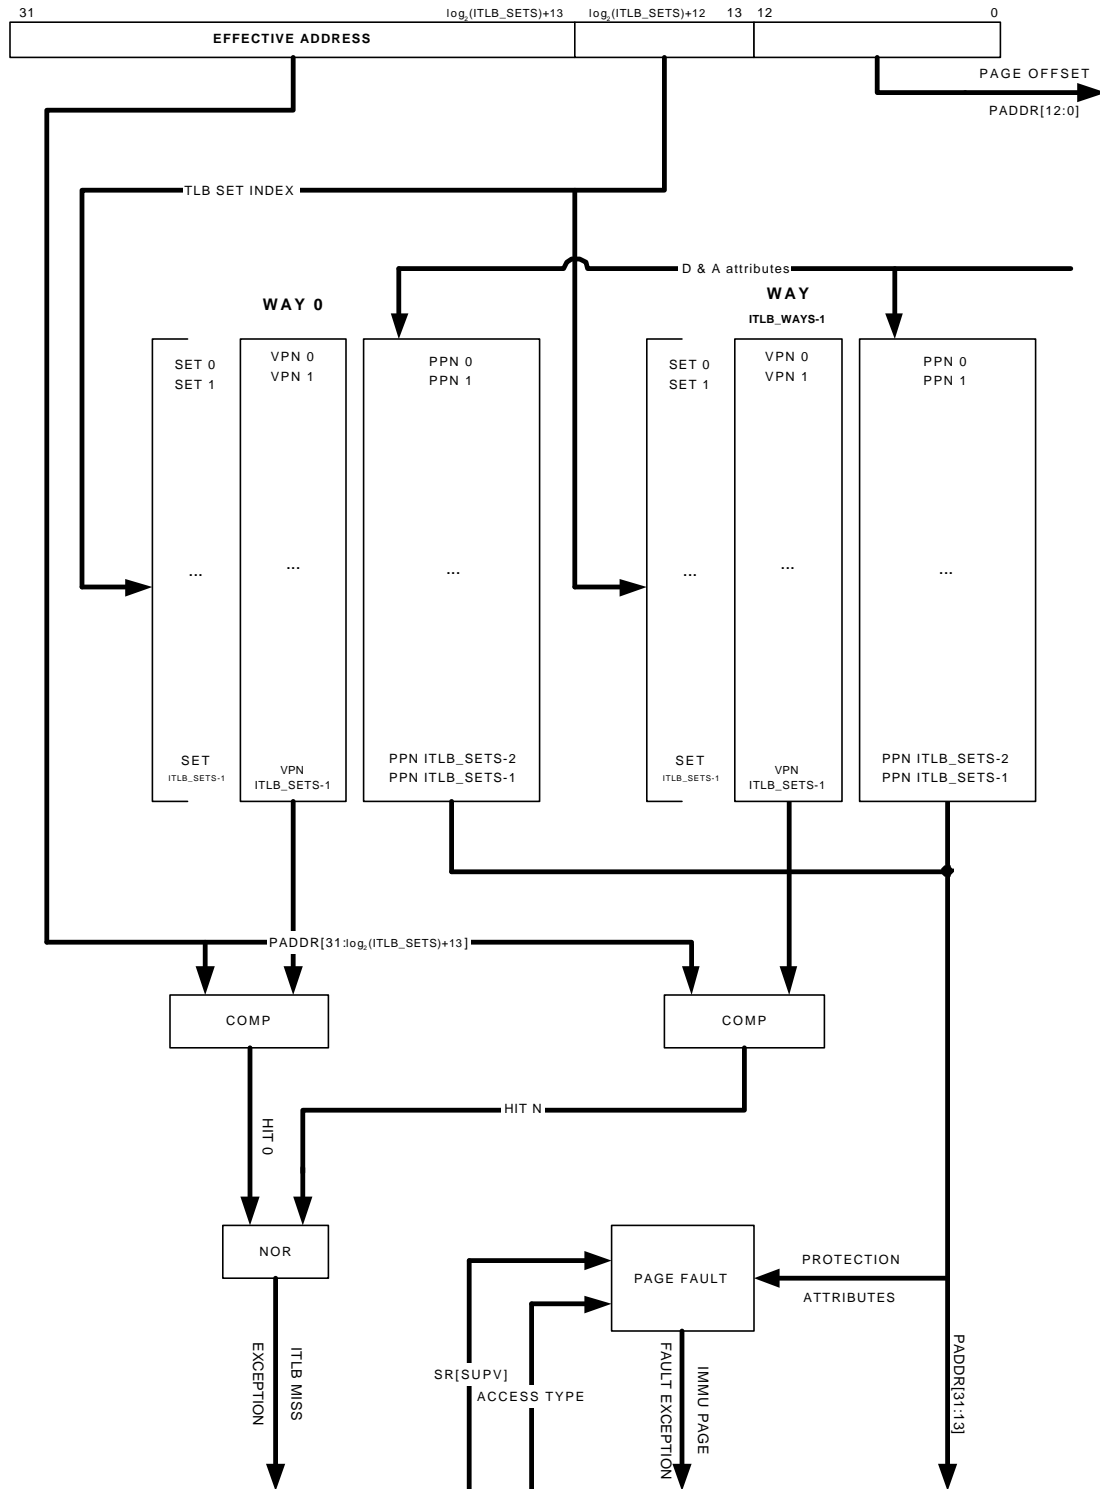 31 log2(ITLB_SETS)+13 log2(ITLB_SETS)+12 13 12 0
EFFECTIVE ADDRESS
PAGE OFFSET
PADDR[12:0]
TLB SET INDEX
D & A attributes
WAY 0
WAY
ITLB_WAYS-1
SET 0
SET 1
VPN 0
VPN 1
PPN 0
PPN 1
SET 0
SET 1
VPN 0
VPN 1
PPN 0
PPN 1
... ... ... ... ... ...
SET
ITLB_SETS-1
VPN
ITLB_SETS-1
PPN ITLB_SETS-2
PPN ITLB_SETS-1
SET
ITLB_SETS-1
VPN
ITLB_SETS-1
PPN ITLB_SETS-2
PPN ITLB_SETS-1
PADDR[31:log2(ITLB_SETS)+13]
COMP
COMP
HIT 0
HIT N
NOR
PAGE FAULT
PROTECTION
ATTRIBUTES
ITLB MISS
EXCEPTION
SR[SUPV]
ACCESS TYPE
IMMU PAGE
FAULT EXCEPTION
PADDR[31:13]